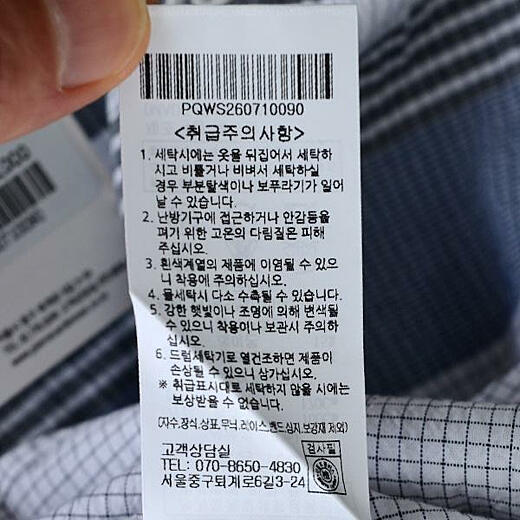 PQWS260710090
<취급주의사항>
1. 세탁시에는 옷을 뒤집어서 세탁하
시고 비틀거나 비벼서 세탁하실
경우 부분탈색이나 보푸라기가 일어
날 수 있습니다.
2. 난방기구에 접근하거나 안감등을
펴기 위한 고온의 다림질은 피해
주십시오.
3. 흰색계열의 제품에 이염될 수 있으
니 착용에 주의하십시오.
4. 물세탁시 다소 수축될 수 있습니다.
5. 강한 햇빛이나 조명에 의해 변색될
수 있으니 착용이나 보관시 주의하
십시오.
6. 드럼세탁기로 열건조하면 제품이
손상될 수 있으니 삼가십시오.
※ 취급표시대로 세탁하지 않을 시에는
보상받을 수 없습니다.
(자수,장식,상표,무늬,레이스,밴드,심지,보강재 제외)
고객상담실
검사필
TEL: 070-8650-4830
서울중구퇴계로6길3-24